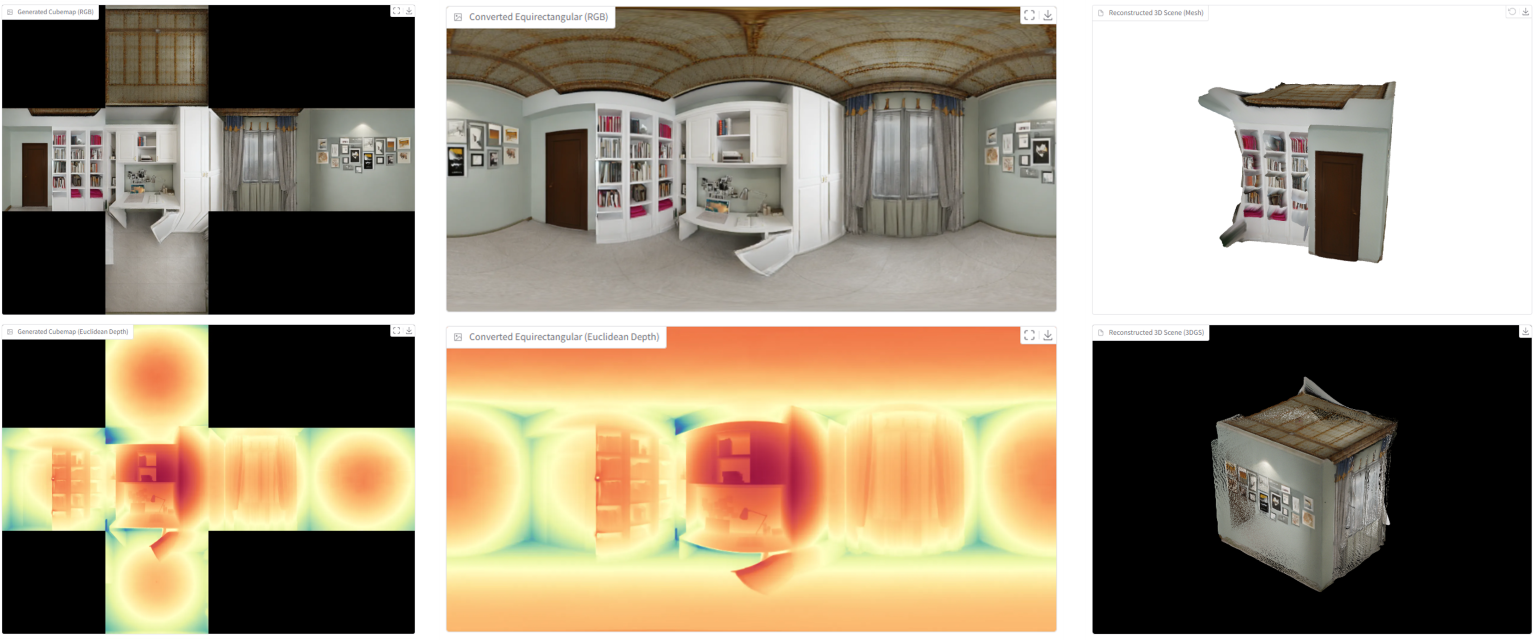 Generated Cubemap (RGB)
Converted Equirectangular (RGB)
Reconstructed 3D Scene (Mesh)
Generated Cubemap (Euclidean Depth)
Converted Equirectangular (Euclidean Depth)
Reconstructed 3D Scene (3DGS)